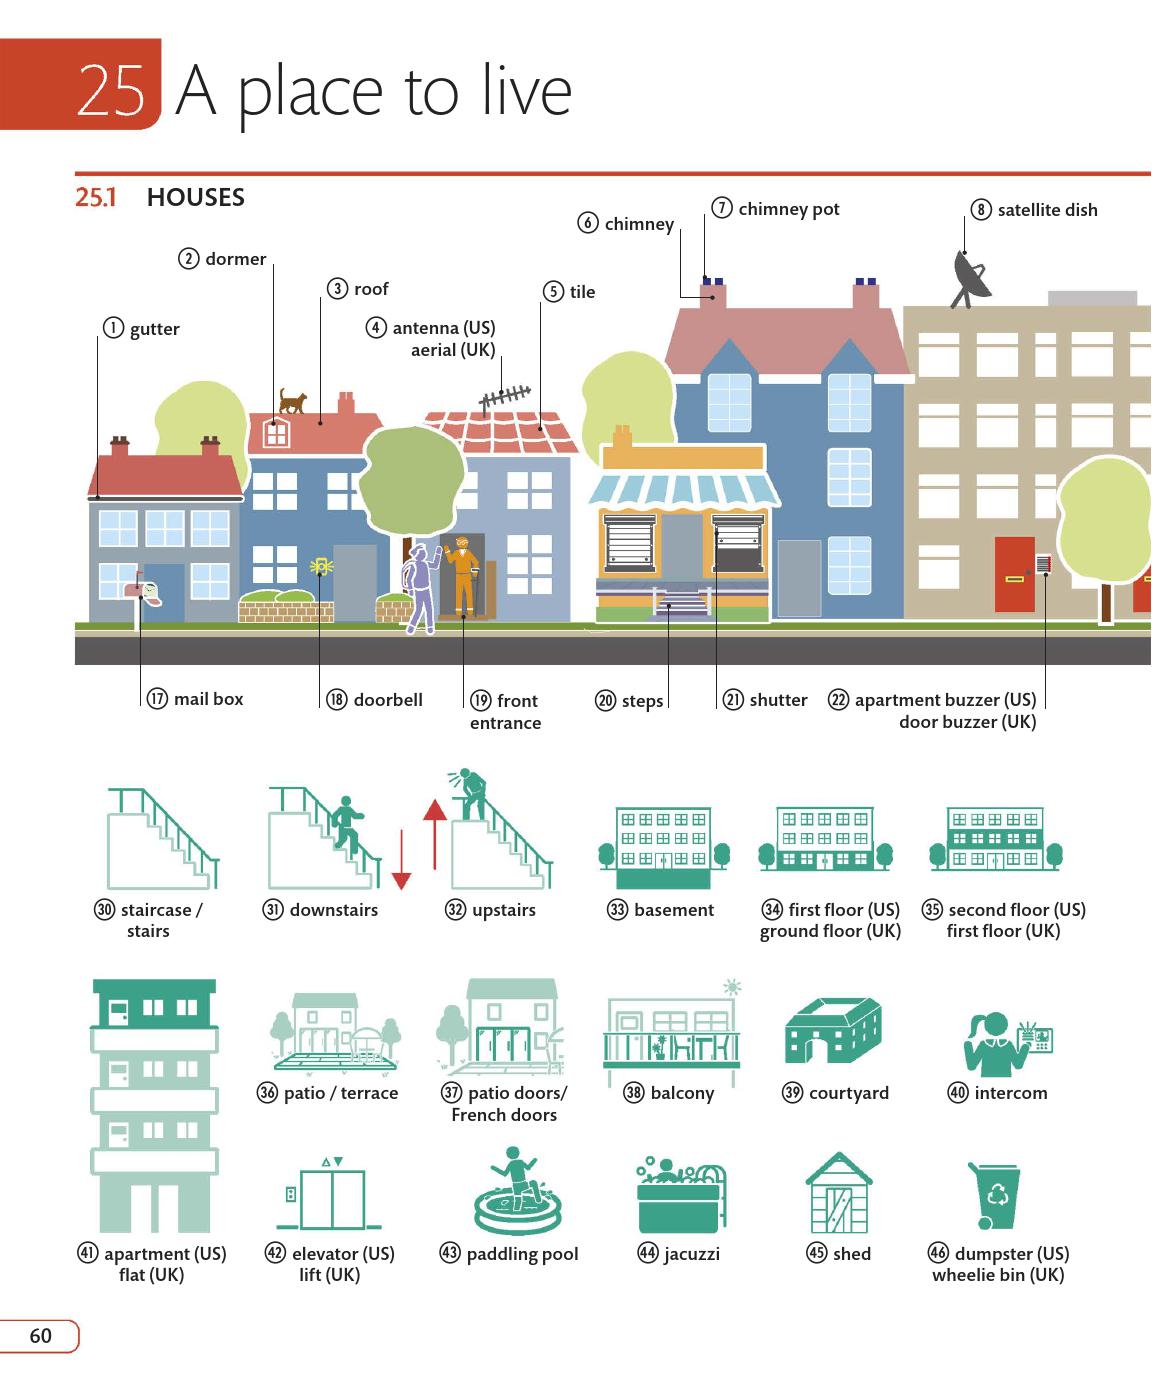 25 A place to live
25.1 HOUSES
① gutter
② dormer
③ roof
④ antenna (US)
aerial (UK)
⑤ tile
⑥ chimney
⑦ chimney pot
⑧ satellite dish
⑰ mail box
⑱ doorbell
⑲ front
entrance
⑳ steps
㉑ shutter
㉒ apartment buzzer (US)
door buzzer (UK)
㉚ staircase /
stairs
㉛ downstairs
㉜ upstairs
㉝ basement
㉞ first floor (US)
ground floor (UK)
㉟ second floor (US)
first floor (UK)
㊱ patio / terrace
㊲ patio doors/
French doors
㊳ balcony
㊴ courtyard
㊵ intercom
㊶ apartment (US)
flat (UK)
㊷ elevator (US)
lift (UK)
㊸ paddling pool
㊹ jacuzzi
㊺ shed
㊻ dumpster (US)
wheelie bin (UK)
60